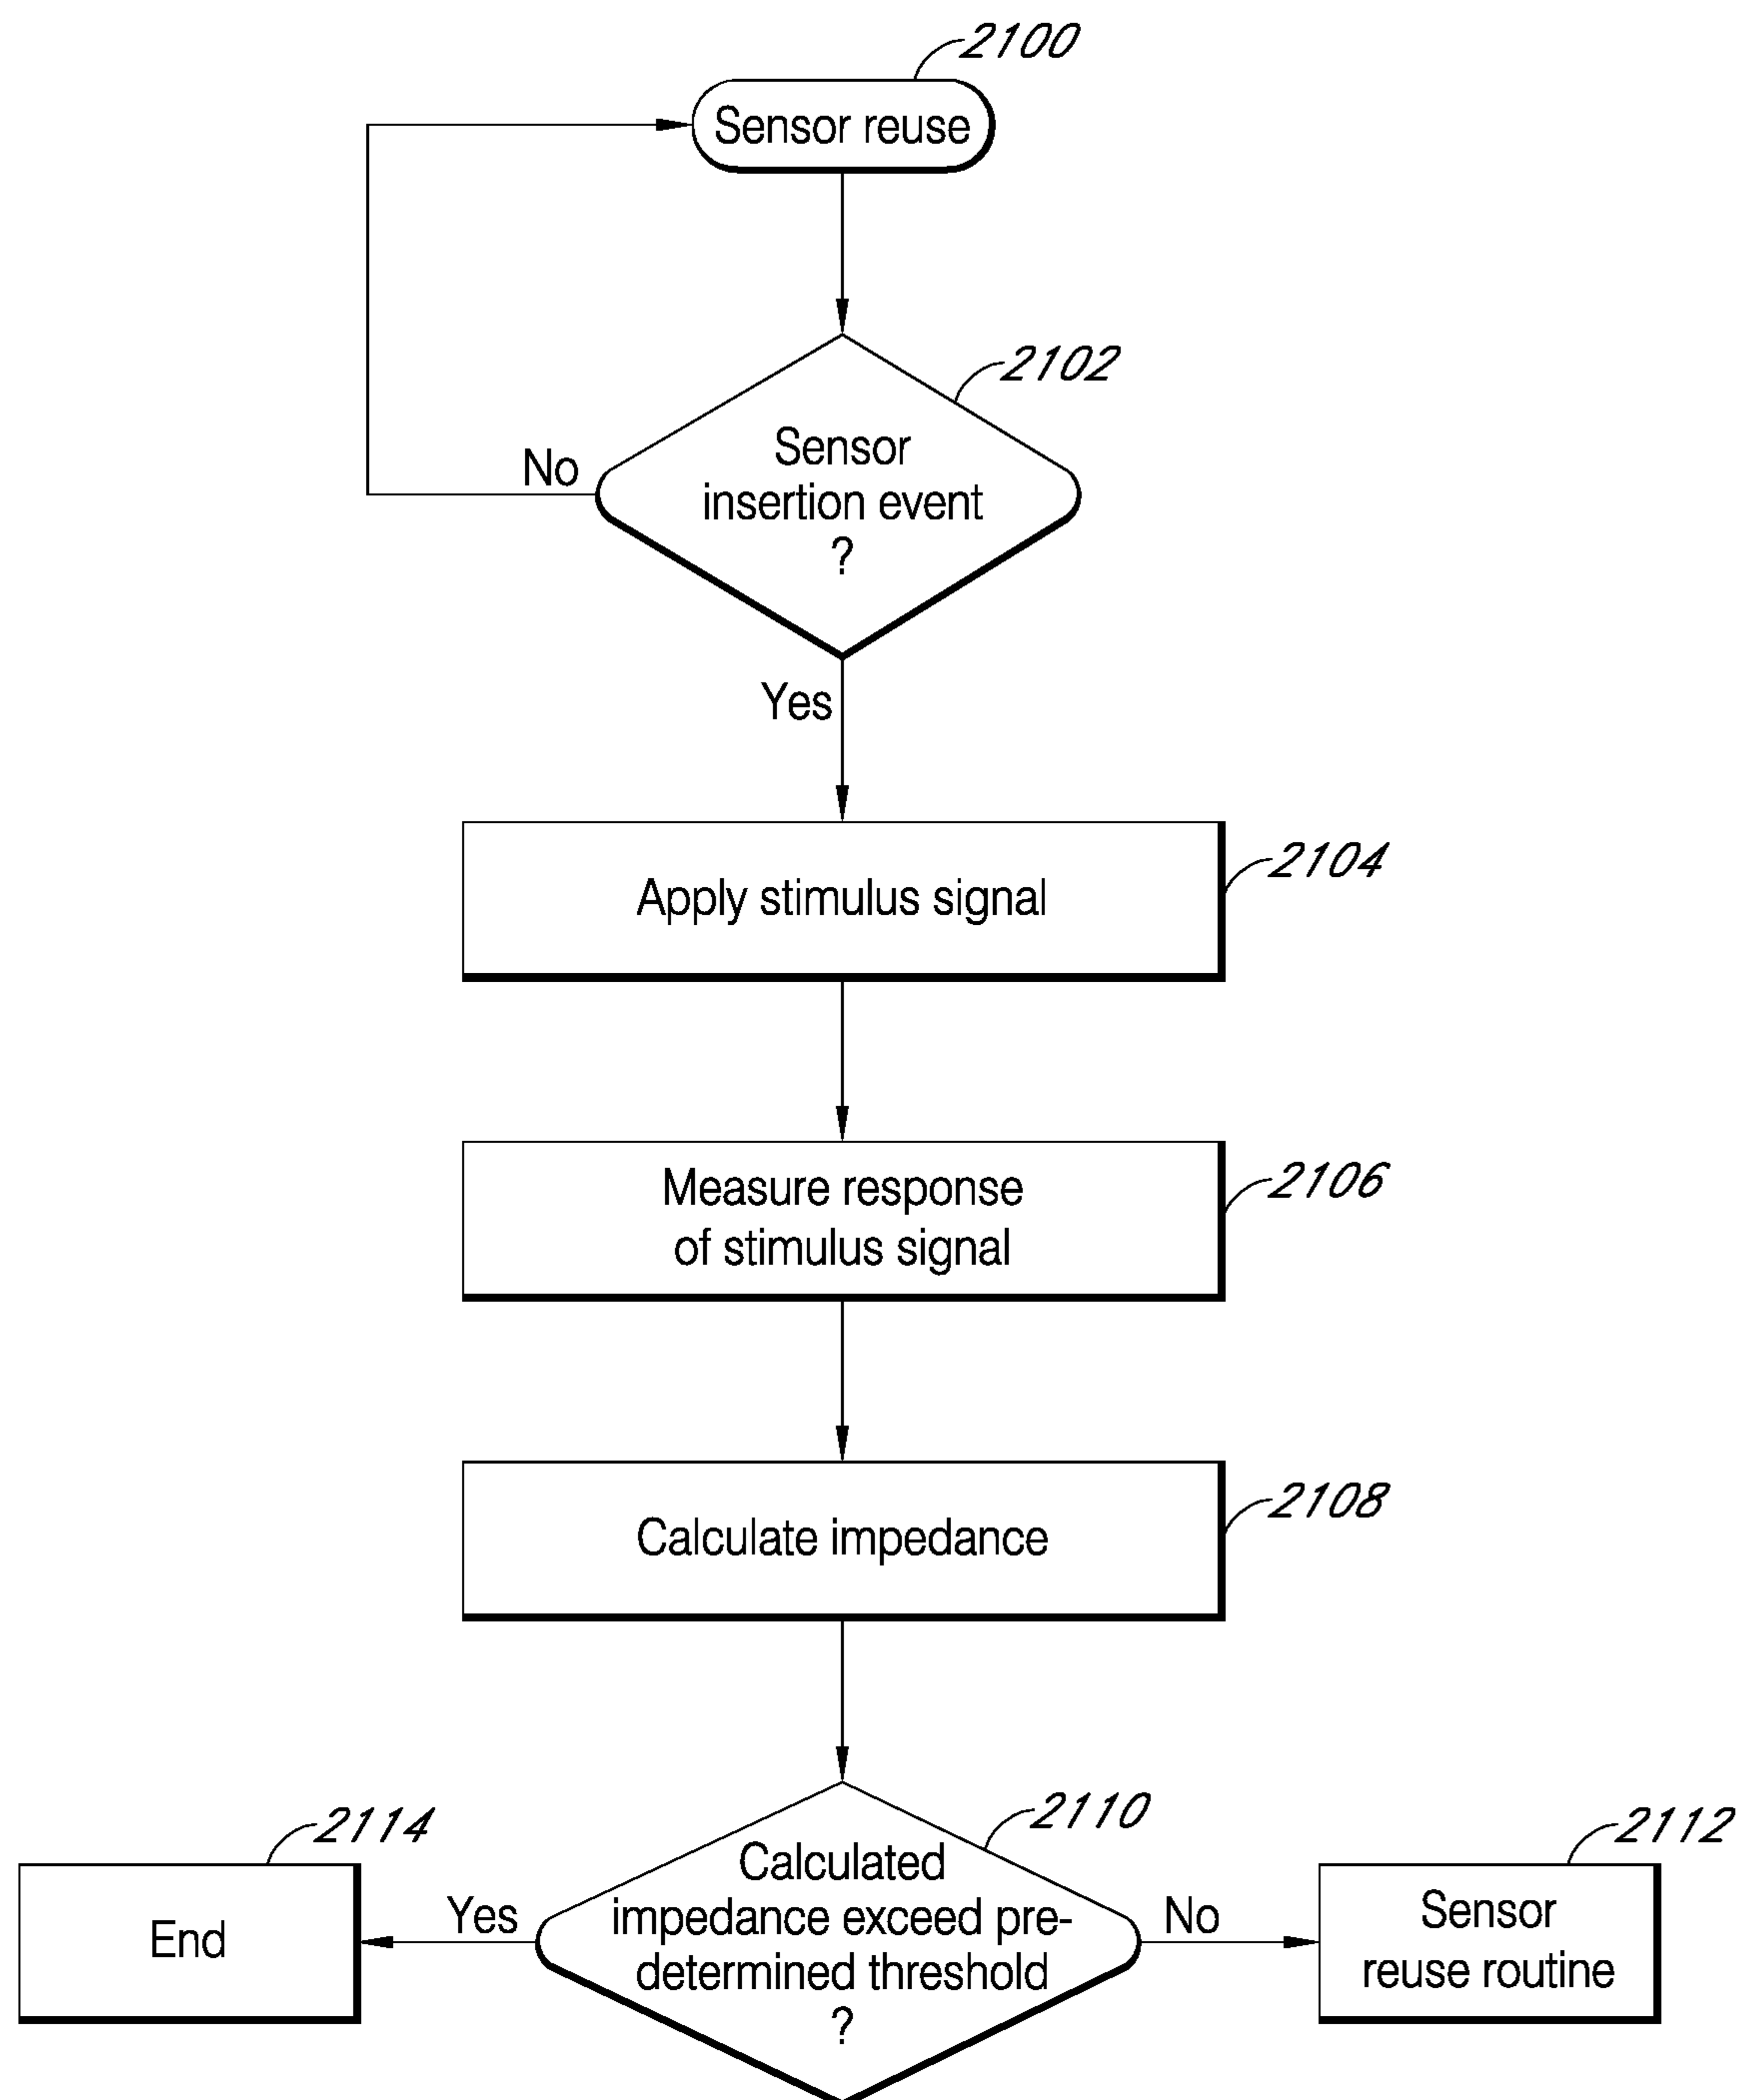 2100
Sensor reuse
2102
Sensor
insertion event
?
No
Yes
2104
Apply stimulus signal
2106
Measure response
of stimulus signal
2108
Calculate impedance
2110
Calculated
impedance exceed pre-
determined threshold
?
Yes
No
2114
End
2112
Sensor
reuse routine